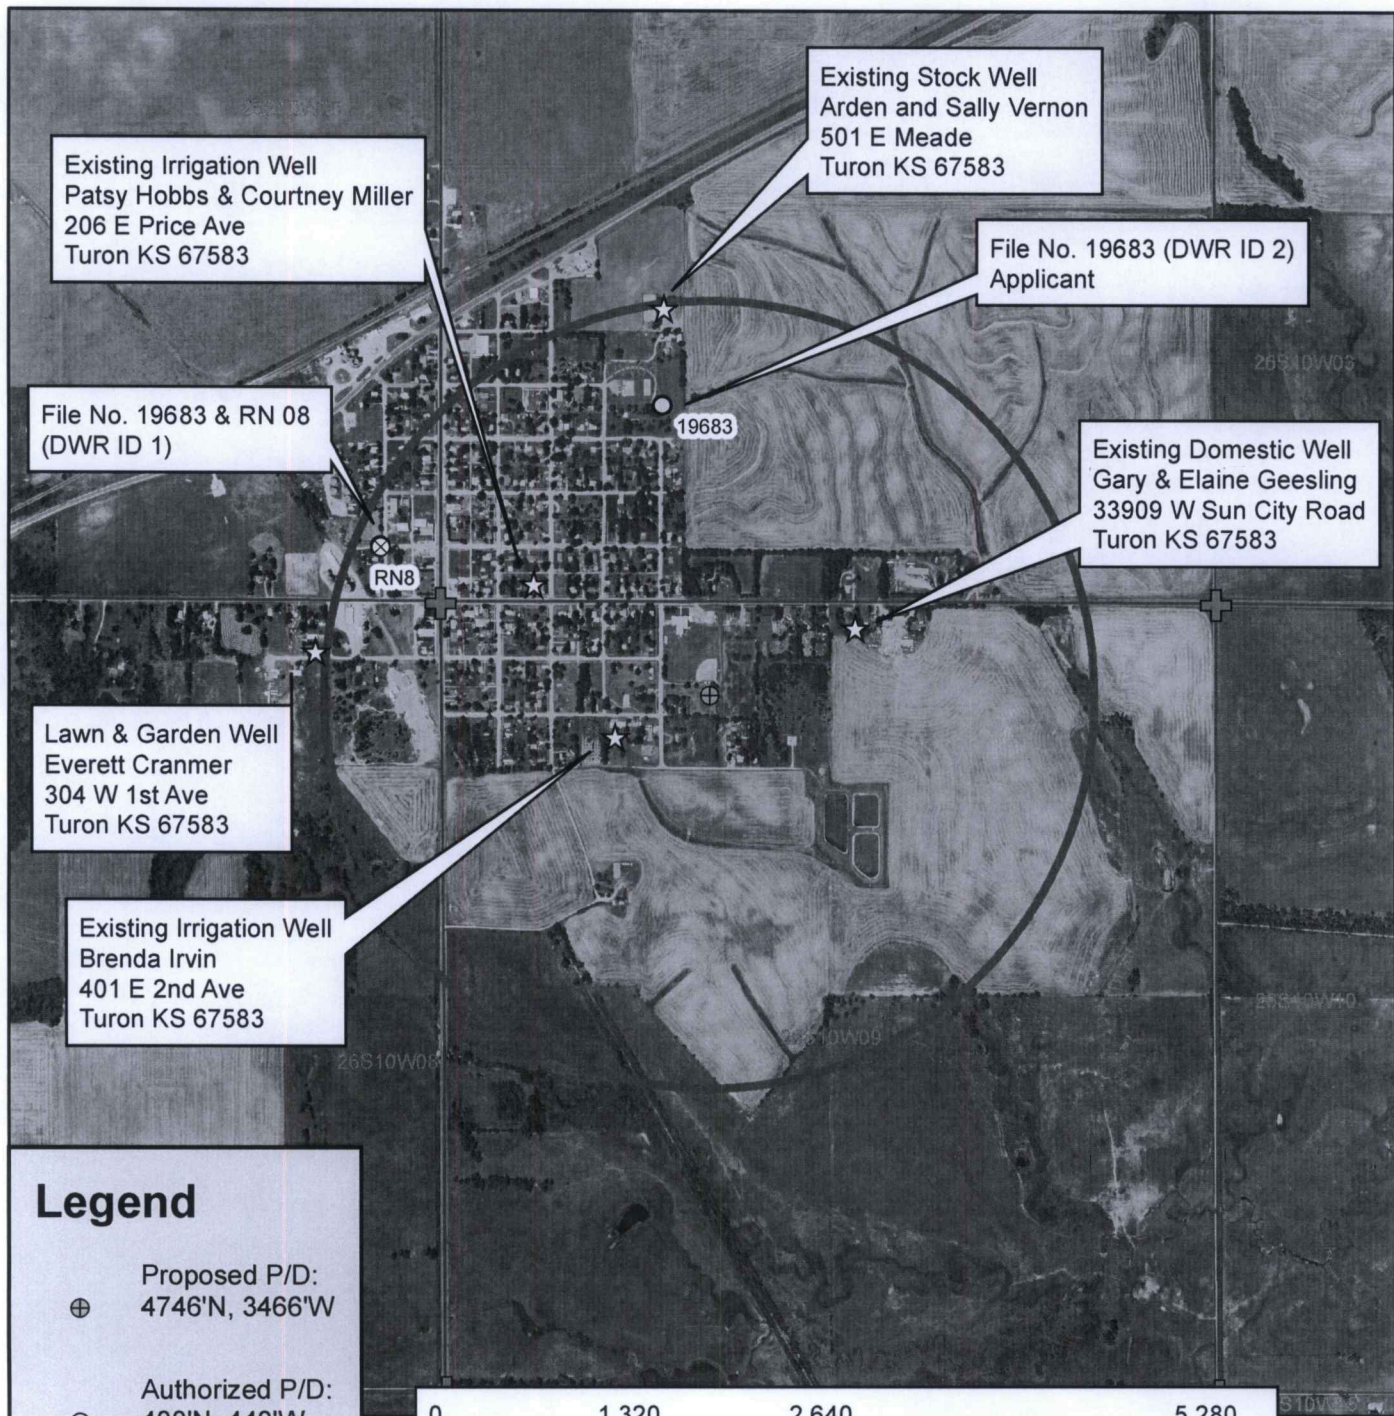 Existing Stock Well
Arden and Sally Vernon
501 E Meade
Turon KS 67583
Existing Irrigation Well
Patsy Hobbs & Courtney Miller
206 E Price Ave
Turon KS 67583
File No. 19683 (DWR ID 2)
Applicant
26S10W03
File No. 19683 & RN 08
(DWR ID 1)
19683
Existing Domestic Well
Gary & Elaine Geesling
33909 W Sun City Road
Turon KS 67583
RN8
Lawn & Garden Well
Everett Cranmer
304 W 1st Ave
Turon KS 67583
Existing Irrigation Well
Brenda Irvin
401 E 2nd Ave
Turon KS 67583
26S10W10
26S10W09
26S10W08
Legend
Proposed P/D:
4746'N, 3466'W
Authorized P/D:
0 1,320 2,640 5,280